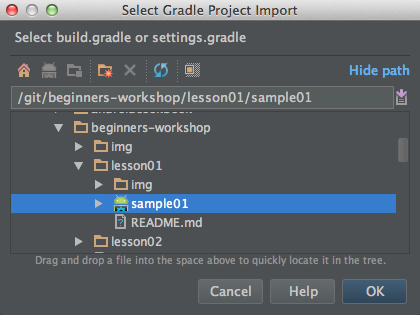 Select Gradle Project Import
Select build.gradle or settings.gradle
Hide path
/git/beginners-workshop/lesson01/sample01
beginners-workshop
img
lesson01
img
sample01
README.md
lesson02
Drag and drop a file into the space above to quickly locate it in the tree.
Cancel
Help
OK